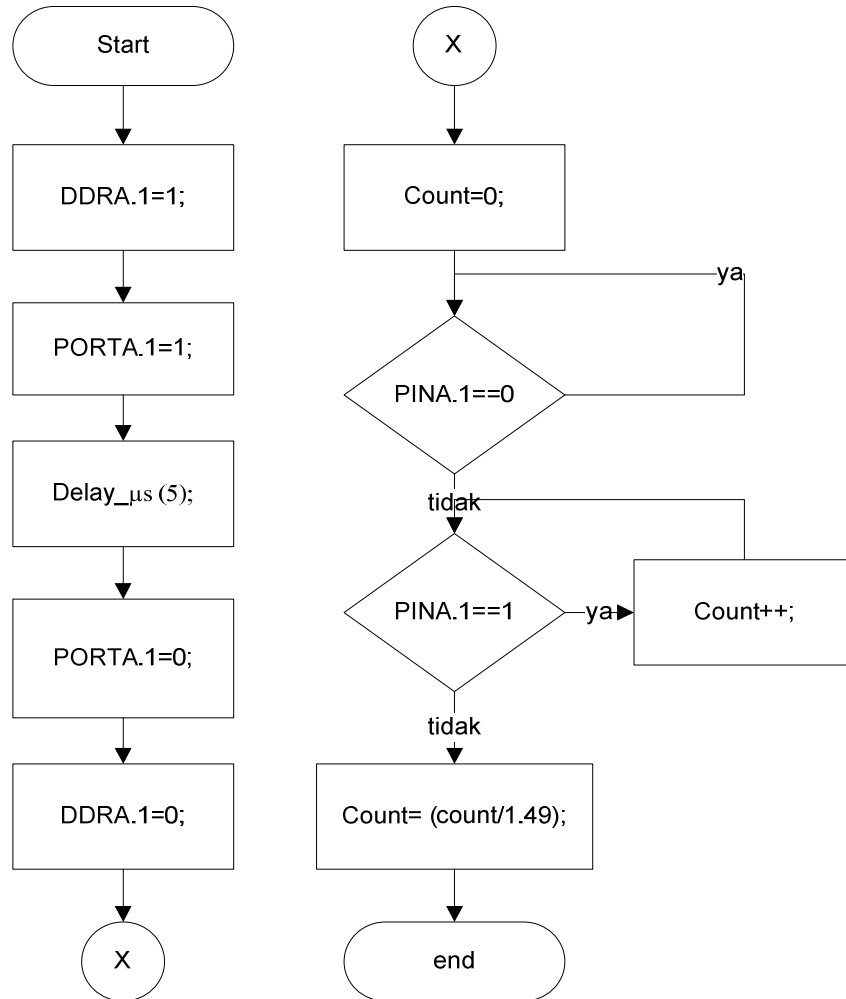 Start
DDRA.1=1;
PORTA.1=1;
Delay_μs (5);
PORTA.1=0;
DDRA.1=0;
X
X
Count=0;
ya
PINA.1==0
tidak
PINA.1==1
ya
Count++;
tidak
Count= (count/1.49);
end